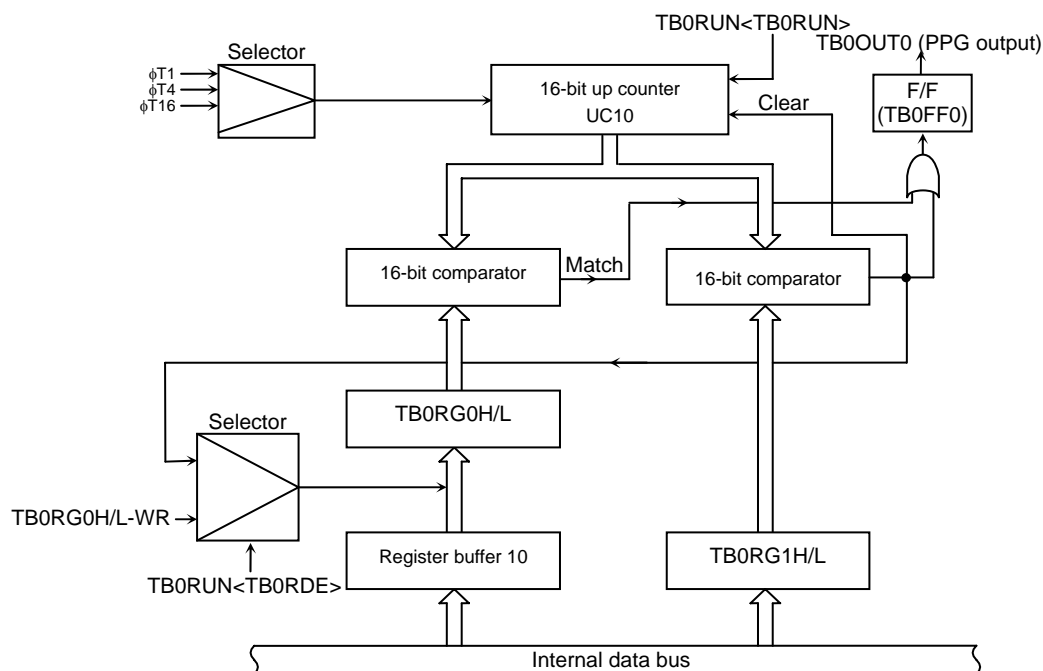 TB0RUN<TB0RUN>
TB0OUT0 (PPG output)
Selector
ϕT1
ϕT4
ϕT16
16-bit up counter
UC10
Clear
F/F
(TB0FF0)
16-bit comparator
Match
16-bit comparator
TB0RG0H/L
Selector
TB0RG0H/L-WR
Register buffer 10
TB0RG1H/L
TB0RUN<TB0RDE>
Internal data bus